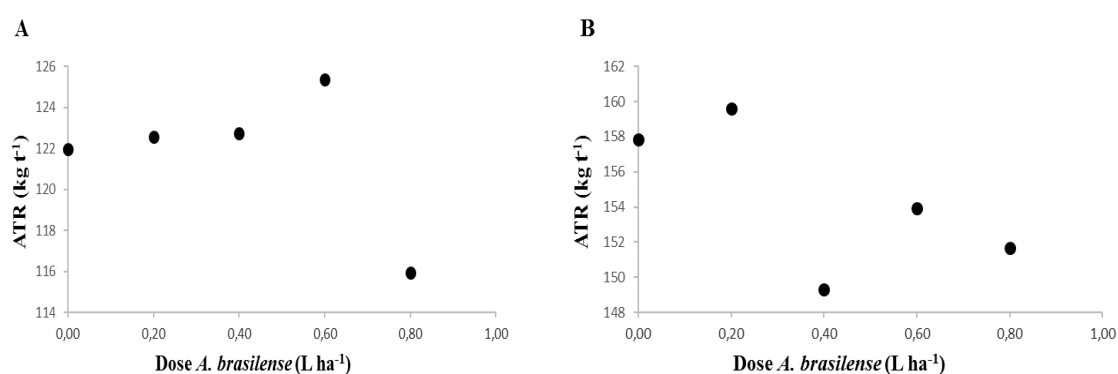 A
ATR (kg t⁻¹)
126
124
122
120
118
116
114
0,00 0,20 0,40 0,60 0,80 1,00
Dose A. brasilense (L ha⁻¹)
B
ATR (kg t⁻¹)
162
160
158
156
154
152
150
148
0,00 0,20 0,40 0,60 0,80 1,00
Dose A. brasilense (L ha⁻¹)